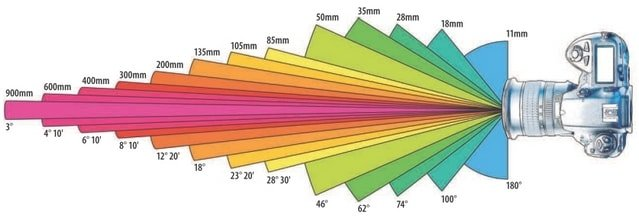 900mm
600mm
400mm
300mm
200mm
135mm
105mm
85mm
50mm
35mm
28mm
18mm
11mm
3°
4° 10'
6° 10'
8° 10'
12° 20'
18°
23° 20'
28° 30'
46°
62°
74°
100°
180°